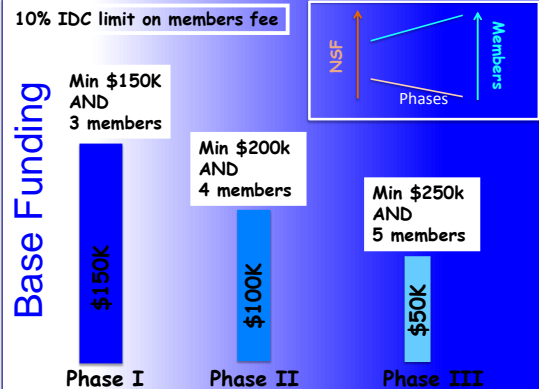 10% IDC limit on members fee
NSF
Members
Phases
Base Funding
Min $150K
AND
3 members
Min $200k
AND
4 members
Min $250k
AND
5 members
$150K
$100K
$50K
Phase I
Phase II
Phase III